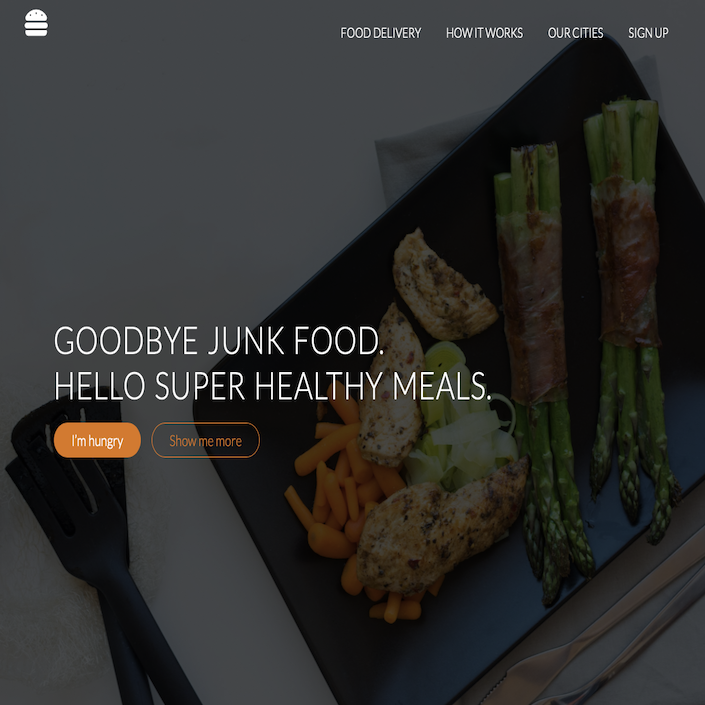 FOOD DELIVERY HOW IT WORKS OUR CITIES SIGN UP
GOODBYE JUNK FOOD.
HELLO SUPER HEALTHY MEALS.
I'm hungry Show me more